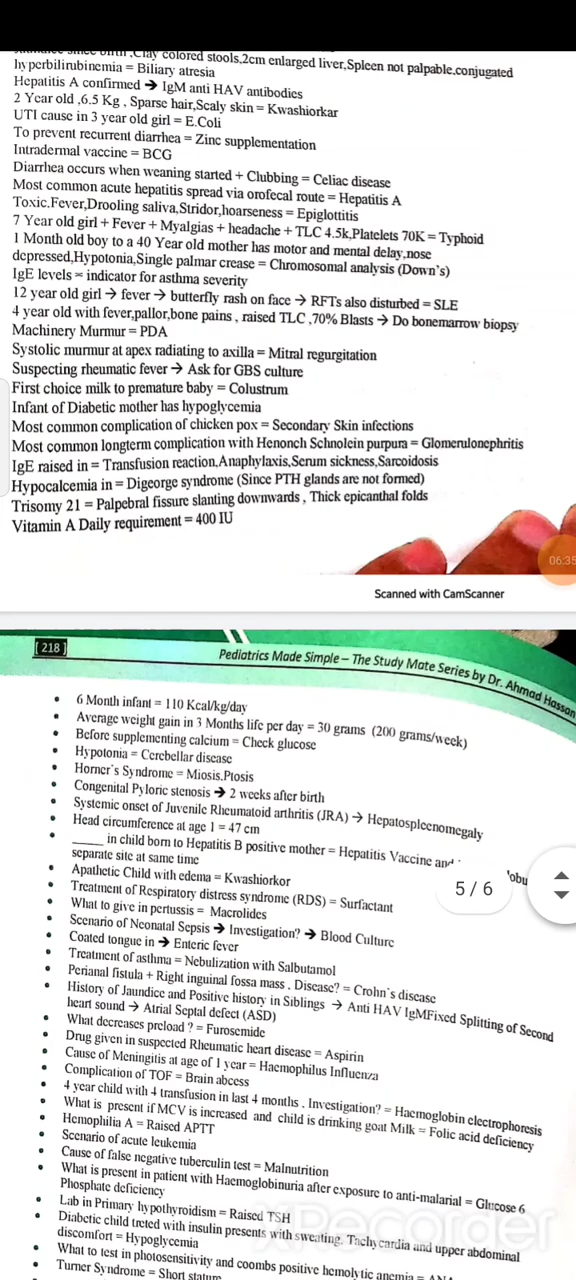 ,Clay colored stools,2cm enlarged liver,Spleen not palpable,conjugated
hyperbilirubinemia = Biliary atresia
Hepatitis A confirmed → IgM anti HAV antibodies
2 Year old ,6.5 Kg , Sparse hair,Scaly skin = Kwashiorkar
UTI cause in 3 year old girl = E.Coli
To prevent recurrent diarrhea = Zinc supplementation
Intradermal vaccine = BCG
Diarrhea occurs when weaning started + Clubbing = Celiac disease
Most common acute hepatitis spread via orofecal route = Hepatitis A
Toxic.Fever,Drooling saliva,Stridor,hoarseness = Epiglottitis
7 Year old girl + Fever + Myalgias + headache + TLC 4.5k,Platelets 70K = Typhoid
1 Month old boy to a 40 Year old mother has motor and mental delay,nose
depressed,Hypotonia,Single palmar crease = Chromosomal analysis (Down's)
IgE levels = indicator for asthma severity
12 year old girl → fever → butterfly rash on face → RFTs also disturbed = SLE
4 year old with fever,pallor,bone pains , raised TLC ,70% Blasts → Do bonemarrow biopsy
Machinery Murmur = PDA
Systolic murmur at apex radiating to axilla = Mitral regurgitation
Suspecting rheumatic fever → Ask for GBS culture
First choice milk to premature baby = Colustrum
Infant of Diabetic mother has hypoglycemia
Most common complication of chicken pox = Secondary Skin infections
Most common longterm complication with Henonch Schnolein purpura = Glomerulonephritis
IgE raised in = Transfusion reaction,Anaphylaxis,Serum sickness,Sarcoidosis
Hypocalcemia in = Digeorge syndrome (Since PTH glands are not formed)
Trisomy 21 = Palpebral fissure slanting downwards , Thick epicanthal folds
Vitamin A Daily requirement = 400 IU
06:35
Scanned with CamScanner
[ 218 ]
Pediatrics Made Simple – The Study Mate Series by Dr. Ahmad Hassan
• 6 Month infant = 110 Kcal/kg/day
• Average weight gain in 3 Months life per day = 30 grams (200 grams/week)
• Before supplementing calcium = Check glucose
• Hypotonia = Cerebellar disease
• Horner's Syndrome = Miosis,Ptosis
• Congenital Pyloric stenosis → 2 weeks after birth
• Systemic onset of Juvenile Rheumatoid arthritis (JRA) → Hepatospleenomegaly
• Head circumference at age 1 = 47 cm
• _____ in child born to Hepatitis B positive mother = Hepatitis Vaccine and
separate site at same time
• Apathetic Child with edema = Kwashiorkor
• Treatment of Respiratory distress syndrome (RDS) = Surfactant
5 / 6
• What to give in pertussis = Macrolides
• Scenario of Neonatal Sepsis → Investigation? → Blood Culture
• Coated tongue in → Enteric fever
• Treatment of asthma = Nebulization with Salbutamol
• Perianal fistula + Right inguinal fossa mass . Disease? = Crohn's disease
• History of Jaundice and Positive history in Siblings → Anti HAV IgMFixed Splitting of Second
heart sound → Atrial Septal defect (ASD)
• What decreases preload ? = Furosemide
• Drug given in suspected Rheumatic heart disease = Aspirin
• Cause of Meningitis at age of 1 year = Haemophilus Influenza
• Complication of TOF = Brain abcess
• 4 year child with 4 transfusion in last 4 months . Investigation? = Haemoglobin electrophoresis
• What is present if MCV is increased and child is drinking goat Milk = Folic acid deficiency
• Hemophilia A = Raised APTT
• Scenario of acute leukemia
• Cause of false negative tuberculin test = Malnutrition
• What is present in patient with Haemoglobinuria after exposure to anti-malarial = Glucose 6
Phosphate deficiency
• Lab in Primary hypothyroidism = Raised TSH
• Diabetic child treted with insulin presents with sweating, Tachycardia and upper abdominal
discomfort = Hypoglycemia
• What to test in photosensitivity and coombs positive hemolytic anemia = ANA
• Turner Syndrome = Short stature
XRecorder